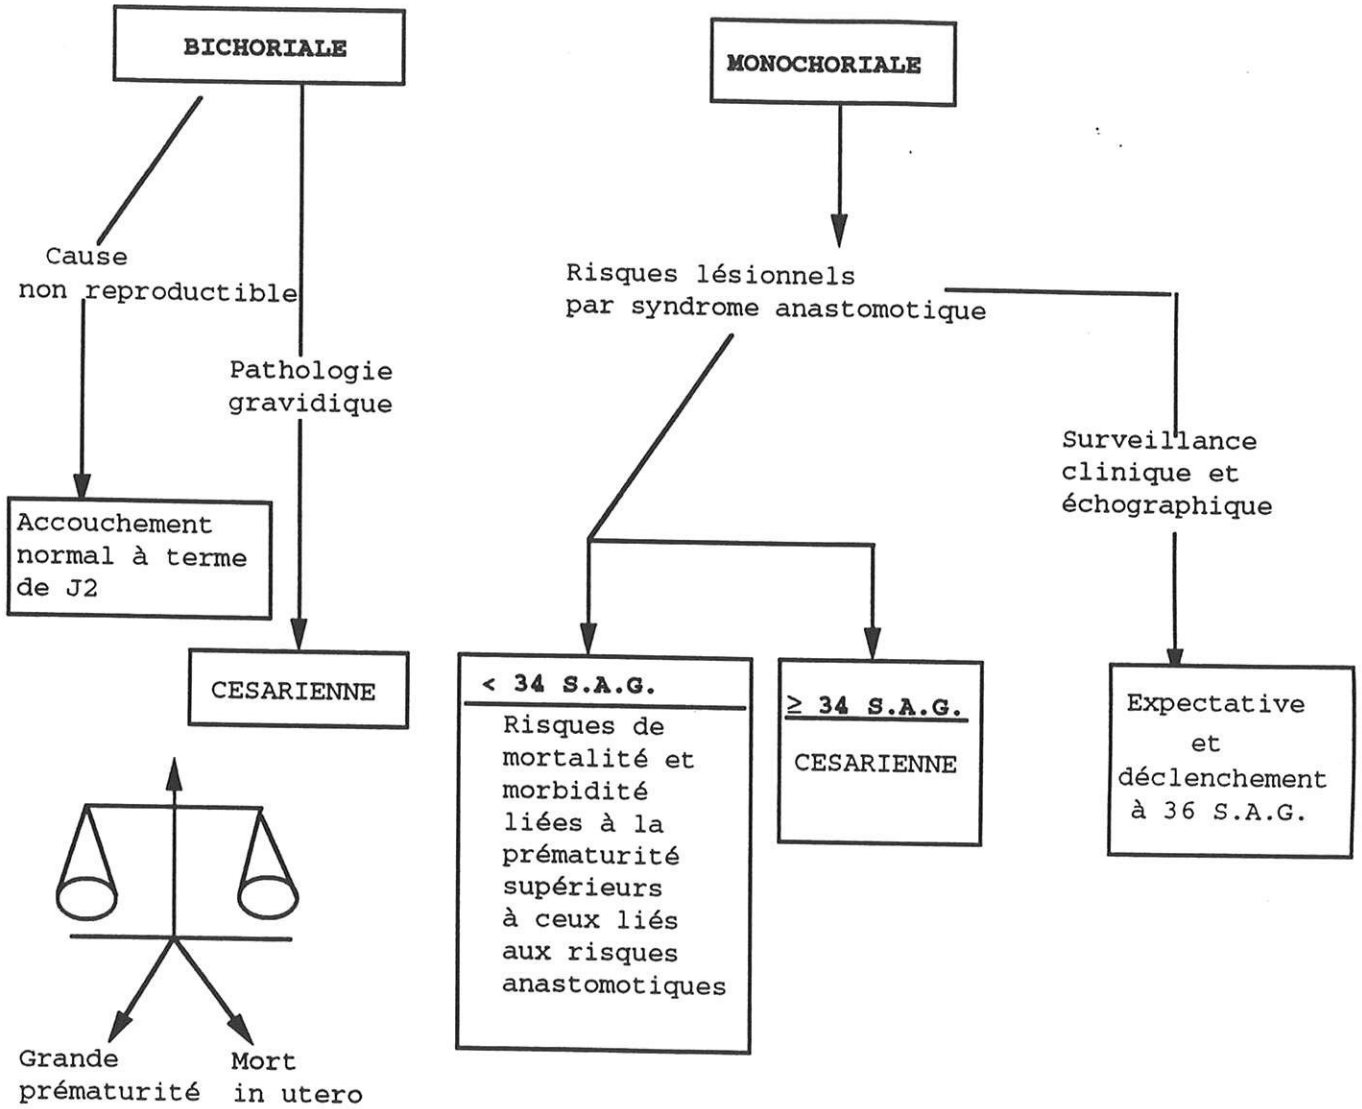 BICHORIALE
Cause
non reproductible
Pathologie
gravidique
Accouchement
normal à terme
de J2
CESARIENNE
Grande
prématurité
Mort
in utero
MONOCHORIALE
Risques lésionnels
par syndrome anastomotique
< 34 S.A.G.
Risques de
mortalité et
morbidité
liées à la
prématurité
supérieurs
à ceux liés
aux risques
anastomotiques
≥ 34 S.A.G.
CESARIENNE
Surveillance
clinique et
échographique
Expectative
et
déclenchement
à 36 S.A.G.